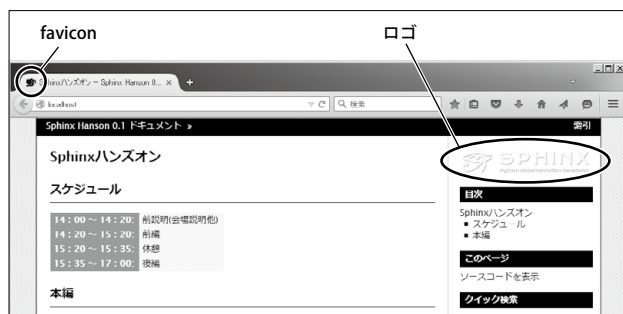 favicon
ロゴ
Sphinxハンズオン — Sphinx Hanson 0... ×
+
localhost
検索
Sphinx Hanson 0.1 ドキュメント »
索引
Sphinxハンズオン
SPHINX
Python Documentation Generator
スケジュール
目次
14：00 ～ 14：20: 前説明(会場説明他)
14：20 ～ 15：20: 前編
15：20 ～ 15：35: 休憩
15：35 ～ 17：00: 後編
Sphinxハンズオン
スケジュール
本編
このページ
ソースコードを表示
本編
クイック検索